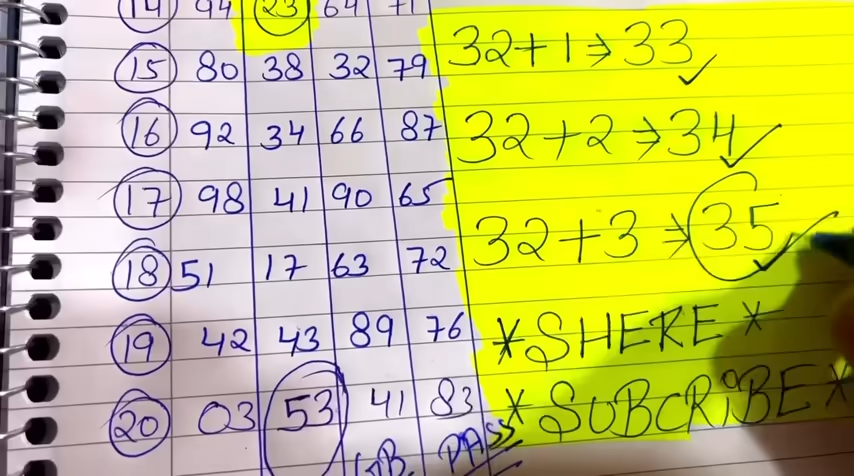 14 94 23 64 71
32+1⇒33
15 80 38 32 79
32+2⇒34
16 92 34 66 87
17 98 41 90 65
32+3⇒35
18 51 17 63 72
19 42 43 89 76
*SHERE*
20 03 53 41 83
*SUBCRIBE*
GB. PASS